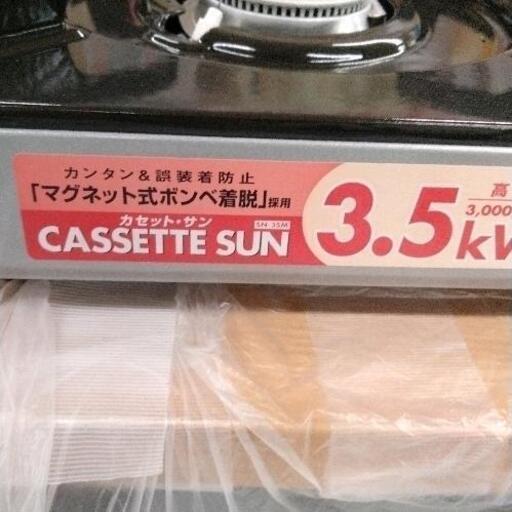 カンタン&誤装着防止
「マグネット式ボンベ着脱」採用
カセット・サン
CASSETTE SUN SN-35M
3.5kW
高
3,000